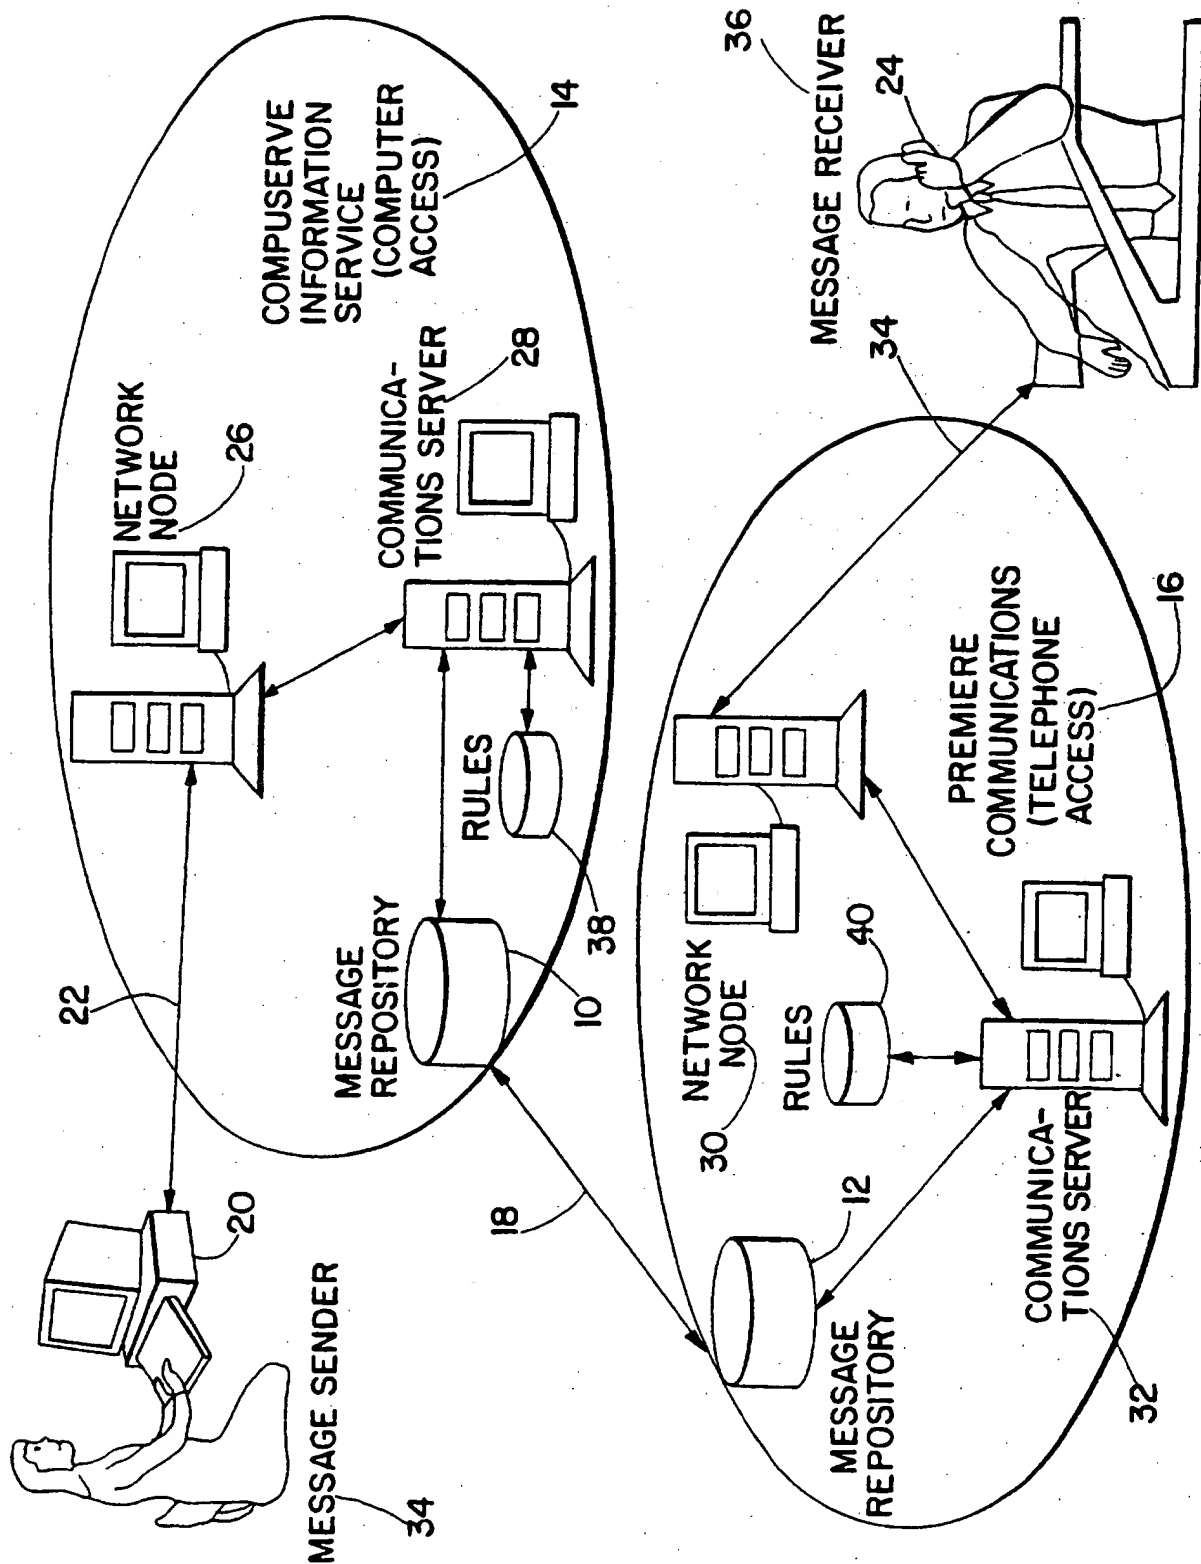 MESSAGE SENDER
34
20
22
MESSAGE
REPOSITORY
10
NETWORK
NODE
26
COMMUNICA-
TIONS SERVER
28
RULES
38
COMPUSERVE
INFORMATION
SERVICE
(COMPUTER
ACCESS)
14
18
MESSAGE
REPOSITORY
12
NETWORK
NODE
30
RULES
40
COMMUNICA-
TIONS SERVER
32
PREMIERE
COMMUNICATIONS
(TELEPHONE
ACCESS)
16
34
MESSAGE RECEIVER
36
24